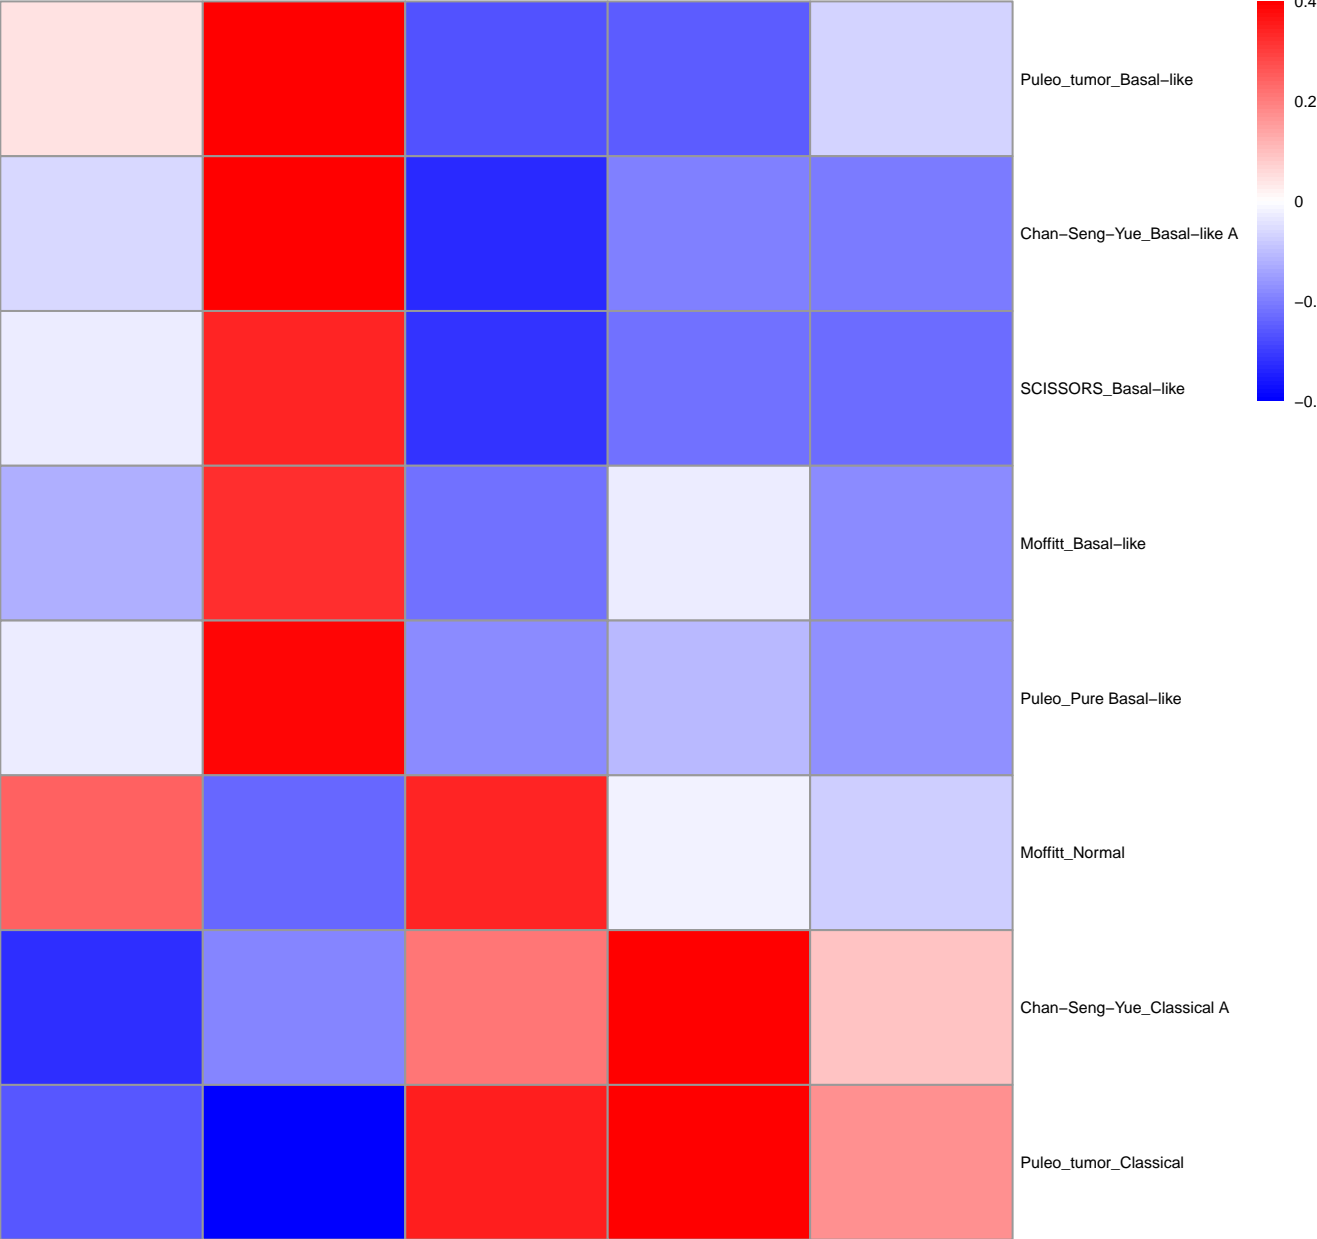 0.4
Puleo_tumor_Basal−like
0.2
0
Chan−Seng−Yue_Basal−like A
−0.
SCISSORS_Basal−like
−0.
Moffitt_Basal−like
Puleo_Pure Basal−like
Moffitt_Normal
Chan−Seng−Yue_Classical A
Puleo_tumor_Classical